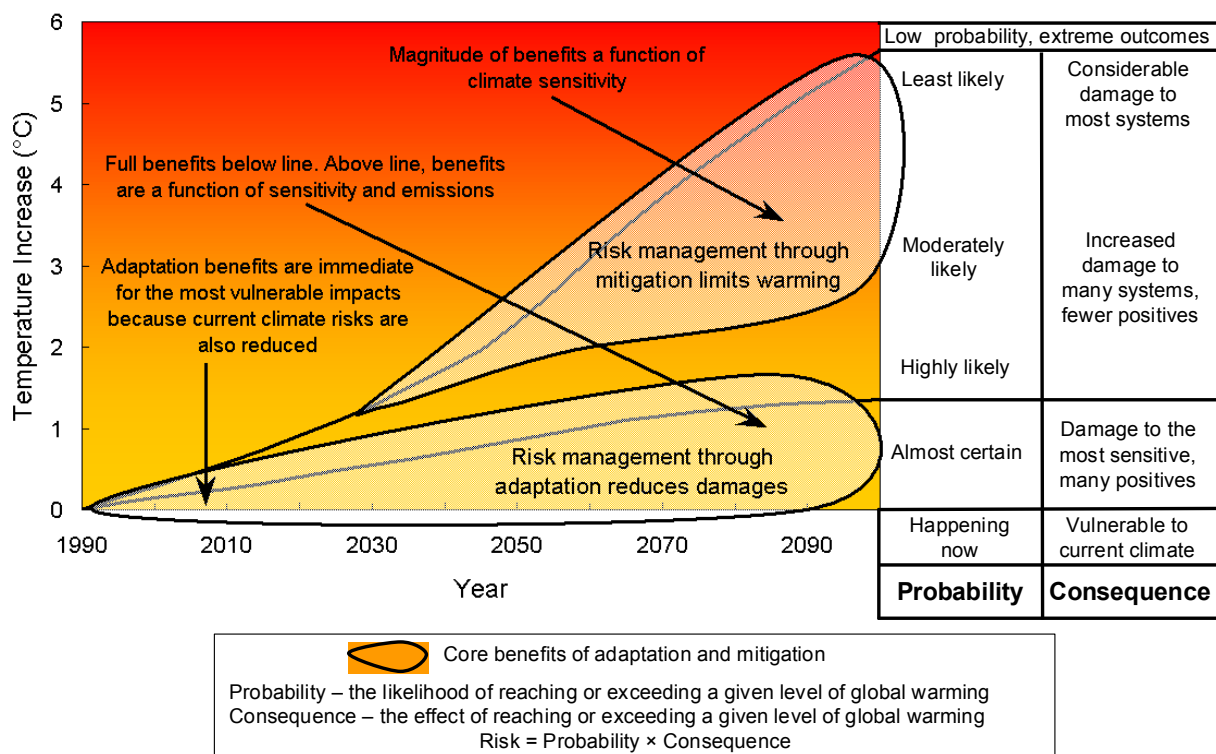 6
5
4
3
2
1
0
Temperature Increase (°C)
1990
2010
2030
2050
2070
2090
Year
Magnitude of benefits a function of
climate sensitivity
Full benefits below line. Above line, benefits
are a function of sensitivity and emissions
Adaptation benefits are immediate
for the most vulnerable impacts
because current climate risks are
also reduced
Risk management through
mitigation limits warming
Risk management through
adaptation reduces damages
Low probability, extreme outcomes
Least likely
Considerable
damage to
most systems
Moderately
likely
Increased
damage to
many systems,
fewer positives
Highly likely
Almost certain
Damage to the
most sensitive,
many positives
Happening
now
Vulnerable to
current climate
Probability
Consequence
Core benefits of adaptation and mitigation
Probability – the likelihood of reaching or exceeding a given level of global warming
Consequence – the effect of reaching or exceeding a given level of global warming
Risk = Probability × Consequence